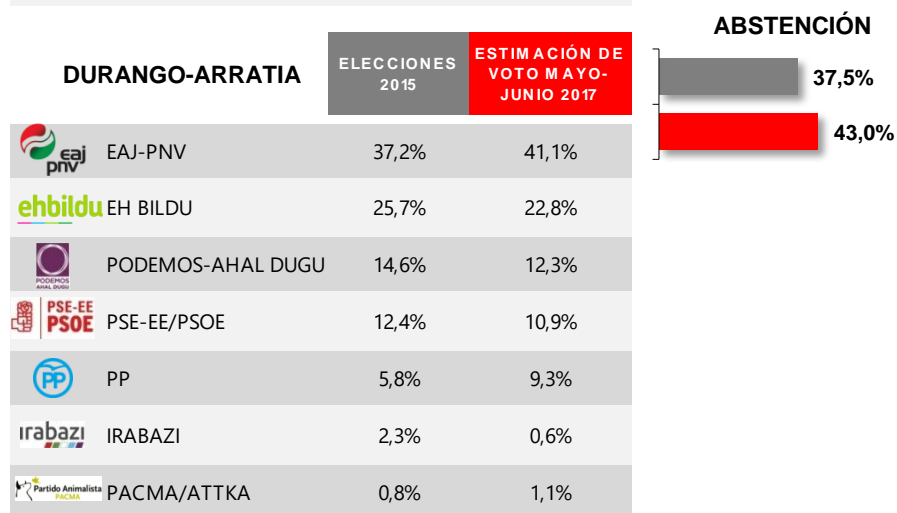 ABSTENCIÓN
DURANGO-ARRATIA
ELECCIONES
2015
ESTIMACIÓN DE
VOTO MAYO-
JUNIO 2017
37,5%
43,0%
eaj
pnv
EAJ-PNV 37,2% 41,1%
ehbildu EH BILDU 25,7% 22,8%
PODEMOS
AHAL DUGU
PODEMOS-AHAL DUGU 14,6% 12,3%
PSE-EE
PSOE
PSE-EE/PSOE 12,4% 10,9%
PP PP 5,8% 9,3%
ırabazı IRABAZI 2,3% 0,6%
Partido Animalista
PACMA
PACMA/ATTKA 0,8% 1,1%